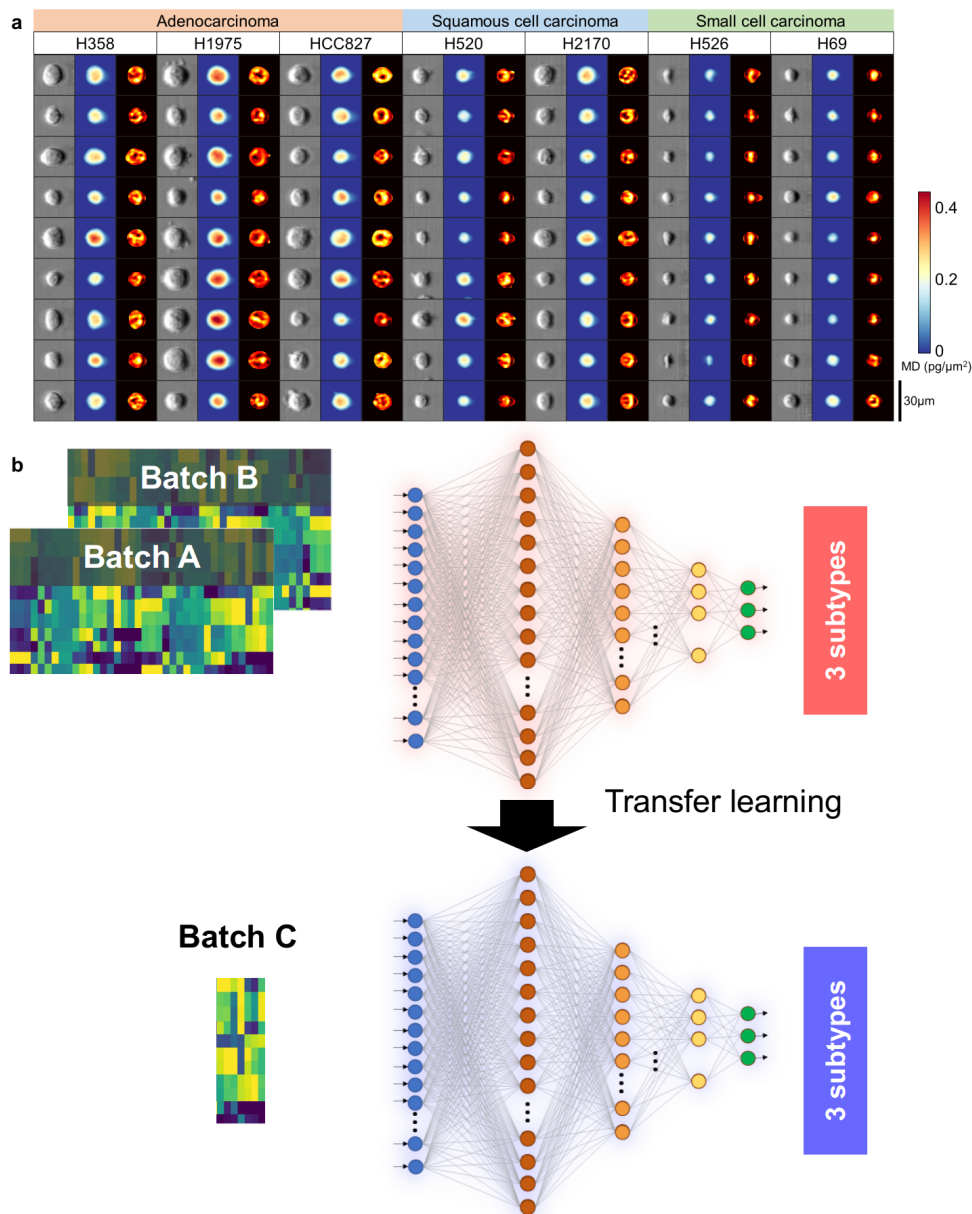 a
Adenocarcinoma
Squamous cell carcinoma
Small cell carcinoma
H358
H1975
HCC827
H520
H2170
H526
H69
0.4
0.2
0
MD (pg/µm²)
30µm
b
Batch B
Batch A
3 subtypes
Transfer learning
Batch C
3 subtypes